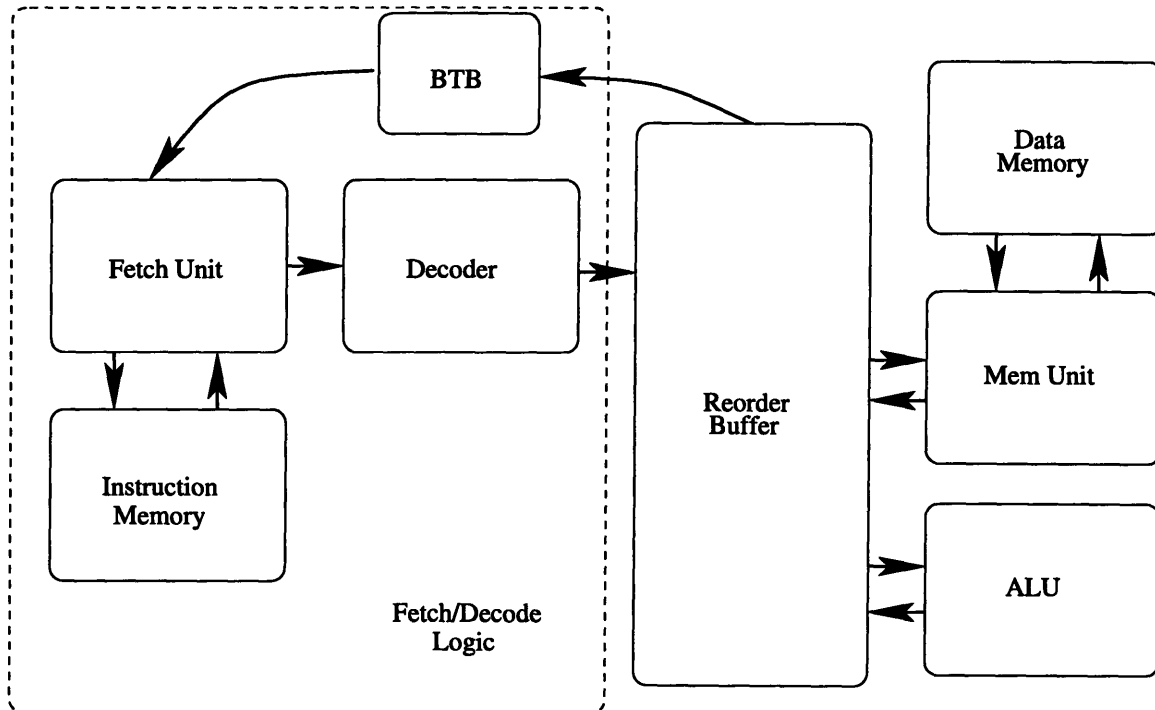 BTB
Data
Memory
Fetch Unit
Decoder
Mem Unit
Reorder
Buffer
Instruction
Memory
ALU
Fetch/Decode
Logic